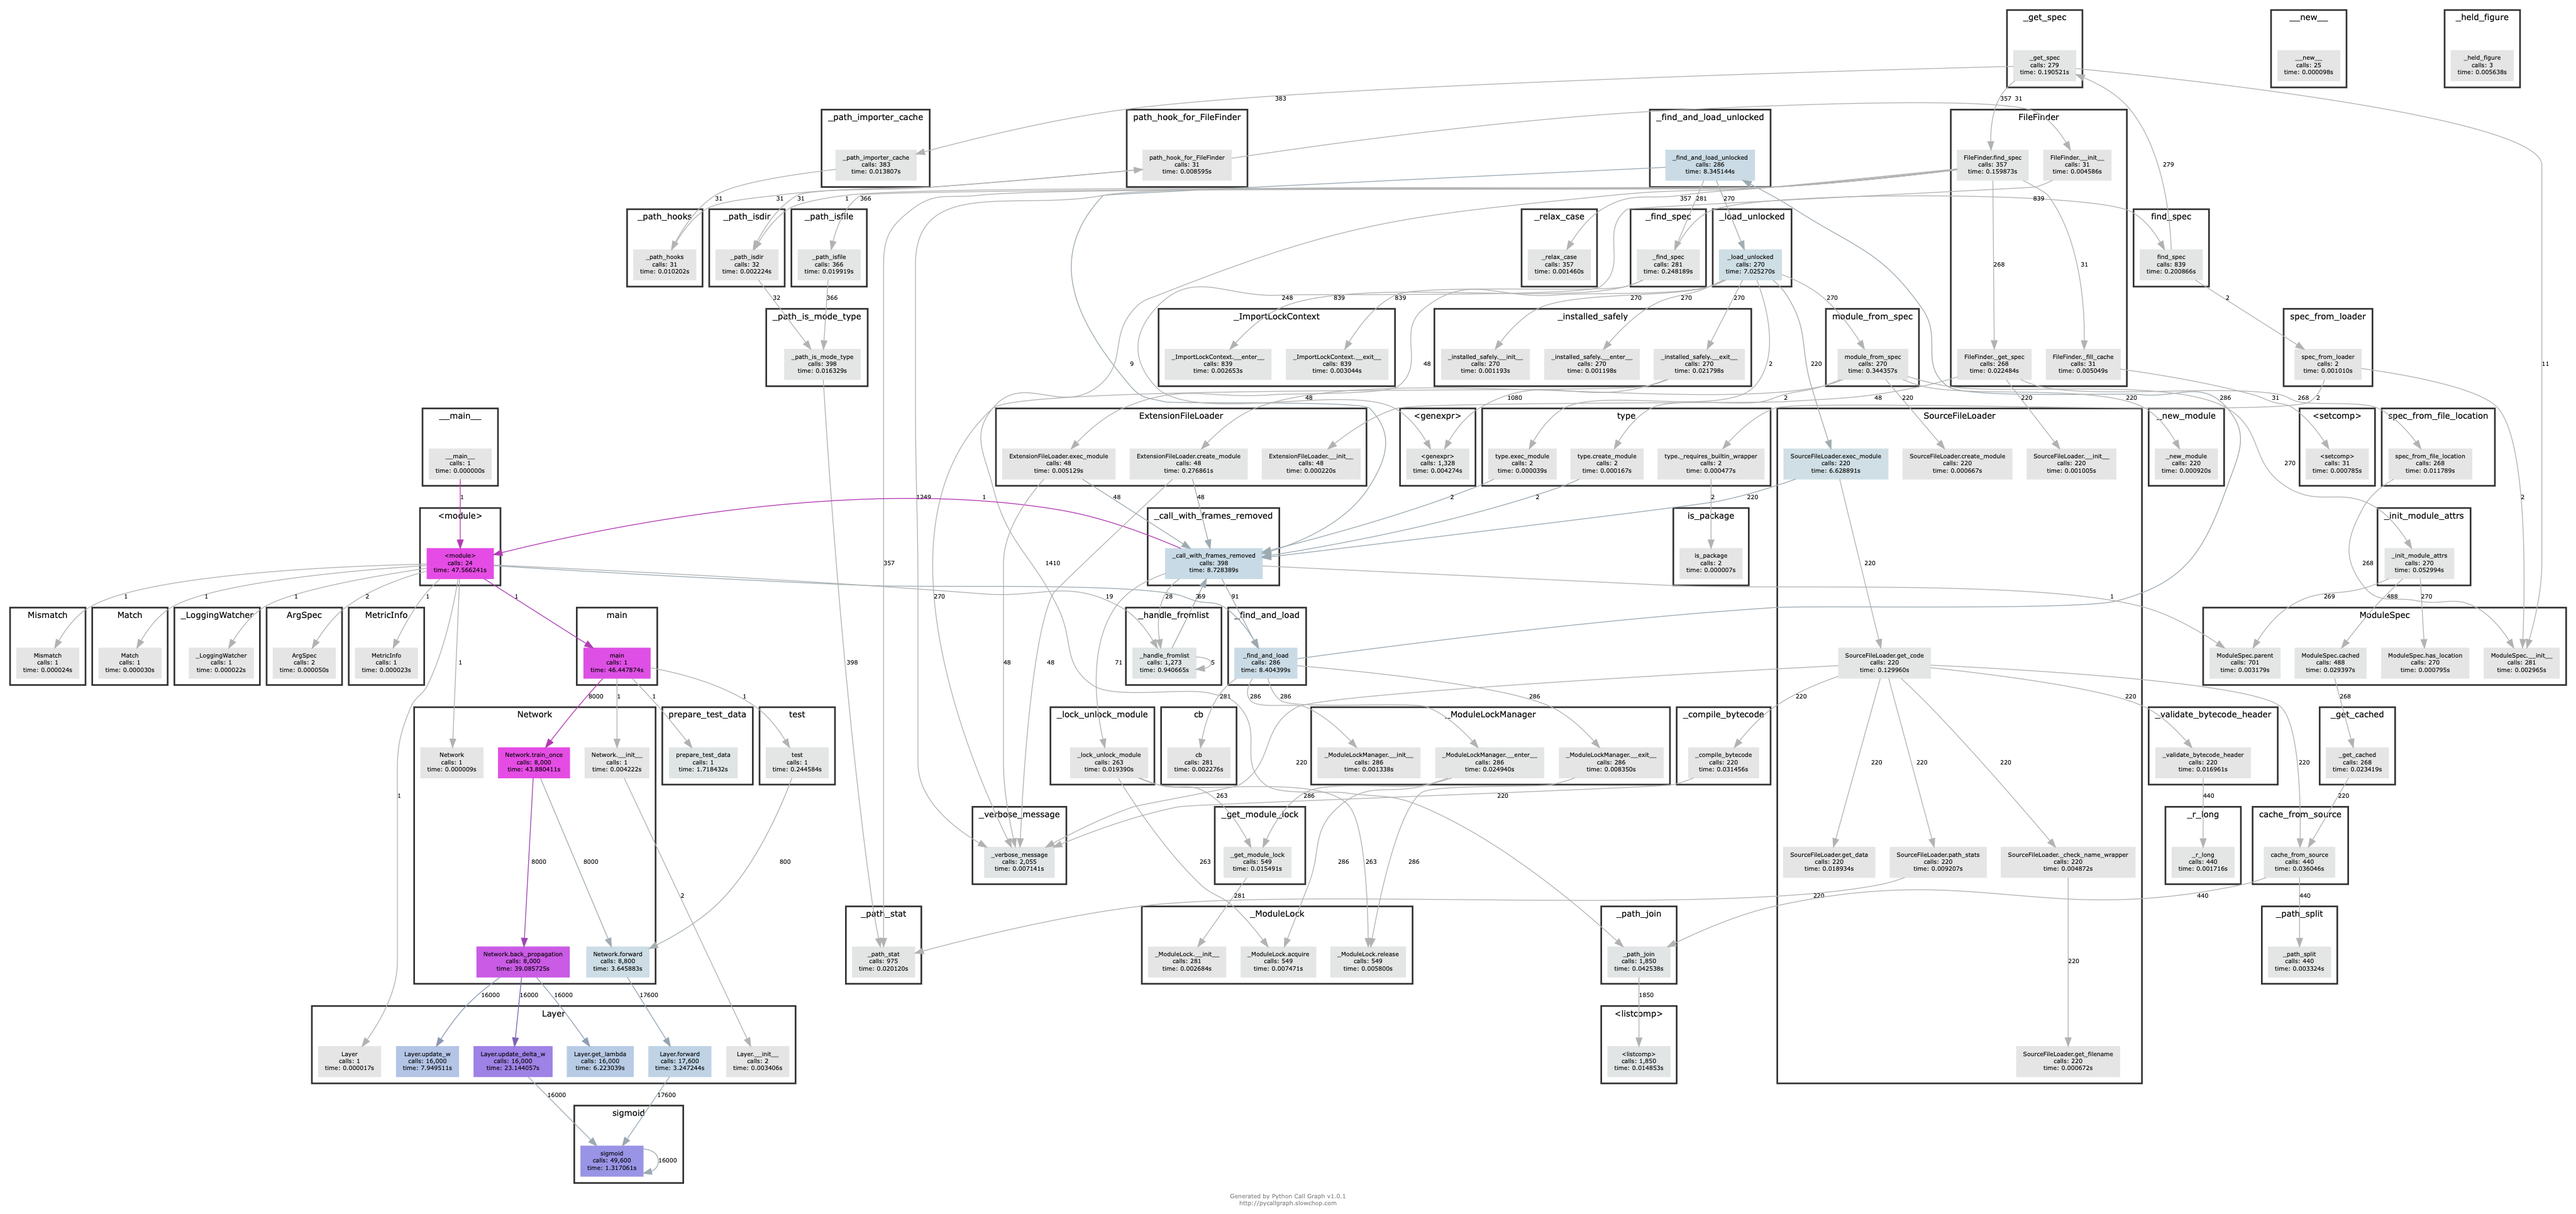 _get_spec
_get_spec
calls: 279
time: 0.190521s
__new__
__new__
calls: 25
time: 0.000098s
_held_figure
_held_figure
calls: 3
time: 0.005638s
383
357
31
11
279
_path_importer_cache
_path_importer_cache
calls: 383
time: 0.013807s
path_hook_for_FileFinder
path_hook_for_FileFinder
calls: 31
time: 0.008595s
_find_and_load_unlocked
_find_and_load_unlocked
calls: 286
time: 8.345144s
FileFinder
FileFinder.find_spec
calls: 357
time: 0.159873s
FileFinder.__init__
calls: 31
time: 0.004586s
FileFinder._get_spec
calls: 268
time: 0.022484s
FileFinder._fill_cache
calls: 31
time: 0.005049s
268
31
31
31
31
1
366
357
281
270
839
_path_hooks
_path_hooks
calls: 31
time: 0.010202s
_path_isdir
_path_isdir
calls: 32
time: 0.002224s
_path_isfile
_path_isfile
calls: 366
time: 0.019919s
_relax_case
_relax_case
calls: 357
time: 0.001460s
_find_spec
_find_spec
calls: 281
time: 0.248189s
_load_unlocked
_load_unlocked
calls: 270
time: 7.025270s
find_spec
find_spec
calls: 839
time: 0.200866s
32
366
248
839
839
270
270
270
270
2
_path_is_mode_type
_path_is_mode_type
calls: 398
time: 0.016329s
_ImportLockContext
_ImportLockContext.__enter__
calls: 839
time: 0.002653s
_ImportLockContext.__exit__
calls: 839
time: 0.003044s
_installed_safely
_installed_safely.__init__
calls: 270
time: 0.001193s
_installed_safely.__enter__
calls: 270
time: 0.001198s
_installed_safely.__exit__
calls: 270
time: 0.021798s
module_from_spec
module_from_spec
calls: 270
time: 0.344357s
spec_from_loader
spec_from_loader
calls: 2
time: 0.001010s
9
48
2
220
48
1080
2
48
220
220
220
286
31
268
2
__main__
__main__
calls: 1
time: 0.000000s
ExtensionFileLoader
ExtensionFileLoader.exec_module
calls: 48
time: 0.005129s
ExtensionFileLoader.create_module
calls: 48
time: 0.276861s
ExtensionFileLoader.__init__
calls: 48
time: 0.000220s
<genexpr>
<genexpr>
calls: 1,328
time: 0.004274s
type
type.exec_module
calls: 2
time: 0.000039s
type.create_module
calls: 2
time: 0.000167s
type._requires_builtin_wrapper
calls: 2
time: 0.000477s
SourceFileLoader
SourceFileLoader.exec_module
calls: 220
time: 6.628891s
SourceFileLoader.create_module
calls: 220
time: 0.000667s
SourceFileLoader.__init__
calls: 220
time: 0.001005s
_new_module
_new_module
calls: 220
time: 0.000920s
<setcomp>
<setcomp>
calls: 31
time: 0.000785s
spec_from_file_location
spec_from_file_location
calls: 268
time: 0.011789s
270
1
1
1249
48
48
2
2
220
2
2
<module>
<module>
calls: 24
time: 47.566241s
_call_with_frames_removed
_call_with_frames_removed
calls: 398
time: 8.728389s
is_package
is_package
calls: 2
time: 0.000007s
_init_module_attrs
_init_module_attrs
calls: 270
time: 0.052994s
357
1410
220
268
1
1
1
2
1
1
270
19
28
369
91
1
269
488
270
Mismatch
Mismatch
calls: 1
time: 0.000024s
Match
Match
calls: 1
time: 0.000030s
_LoggingWatcher
_LoggingWatcher
calls: 1
time: 0.000022s
ArgSpec
ArgSpec
calls: 2
time: 0.000050s
MetricInfo
MetricInfo
calls: 1
time: 0.000023s
main
main
calls: 1
time: 46.447874s
_handle_fromlist
_handle_fromlist
calls: 1,273
time: 0.940665s
5
_find_and_load
_find_and_load
calls: 286
time: 8.404399s
SourceFileLoader.get_code
calls: 220
time: 0.129960s
ModuleSpec
ModuleSpec.parent
calls: 701
time: 0.003179s
ModuleSpec.cached
calls: 488
time: 0.029397s
ModuleSpec.has_location
calls: 270
time: 0.000795s
ModuleSpec.__init__
calls: 281
time: 0.002965s
1
398
48
48
71
8000
1
1
1
281
286
286
286
220
220
268
Network
Network
calls: 1
time: 0.000009s
Network.train_once
calls: 8,000
time: 43.880411s
Network.__init__
calls: 1
time: 0.004222s
prepare_test_data
prepare_test_data
calls: 1
time: 1.718432s
test
test
calls: 1
time: 0.244584s
_lock_unlock_module
_lock_unlock_module
calls: 263
time: 0.019390s
cb
cb
calls: 281
time: 0.002276s
_ModuleLockManager
_ModuleLockManager.__init__
calls: 286
time: 0.001338s
_ModuleLockManager.__enter__
calls: 286
time: 0.024940s
_ModuleLockManager.__exit__
calls: 286
time: 0.008350s
_compile_bytecode
_compile_bytecode
calls: 220
time: 0.031456s
_validate_bytecode_header
_validate_bytecode_header
calls: 220
time: 0.016961s
_get_cached
_get_cached
calls: 268
time: 0.023419s
220
220
220
220
220
1
263
286
220
440
220
_verbose_message
_verbose_message
calls: 2,055
time: 0.007141s
_get_module_lock
_get_module_lock
calls: 549
time: 0.015491s
SourceFileLoader.get_data
calls: 220
time: 0.018934s
SourceFileLoader.path_stats
calls: 220
time: 0.009207s
SourceFileLoader._check_name_wrapper
calls: 220
time: 0.004872s
_r_long
_r_long
calls: 440
time: 0.001716s
cache_from_source
cache_from_source
calls: 440
time: 0.036046s
8000
8000
800
2
263
286
263
286
281
220
440
440
_path_stat
_path_stat
calls: 975
time: 0.020120s
_ModuleLock
_ModuleLock.__init__
calls: 281
time: 0.002684s
_ModuleLock.acquire
calls: 549
time: 0.007471s
_ModuleLock.release
calls: 549
time: 0.005800s
_path_join
_path_join
calls: 1,850
time: 0.042538s
_path_split
_path_split
calls: 440
time: 0.003324s
Network.back_propagation
calls: 8,000
time: 39.085725s
Network.forward
calls: 8,800
time: 3.645883s
220
16000
16000
16000
17600
1850
Layer
Layer
calls: 1
time: 0.000017s
Layer.update_w
calls: 16,000
time: 7.949511s
Layer.update_delta_w
calls: 16,000
time: 23.144057s
Layer.get_lambda
calls: 16,000
time: 6.223039s
Layer.forward
calls: 17,600
time: 3.247244s
Layer.__init__
calls: 2
time: 0.003406s
<listcomp>
<listcomp>
calls: 1,850
time: 0.014853s
SourceFileLoader.get_filename
calls: 220
time: 0.000672s
16000
17600
sigmoid
sigmoid
calls: 49,600
time: 1.317061s
16000
Generated by Python Call Graph v1.0.1
http://pycallgraph.slowchop.com